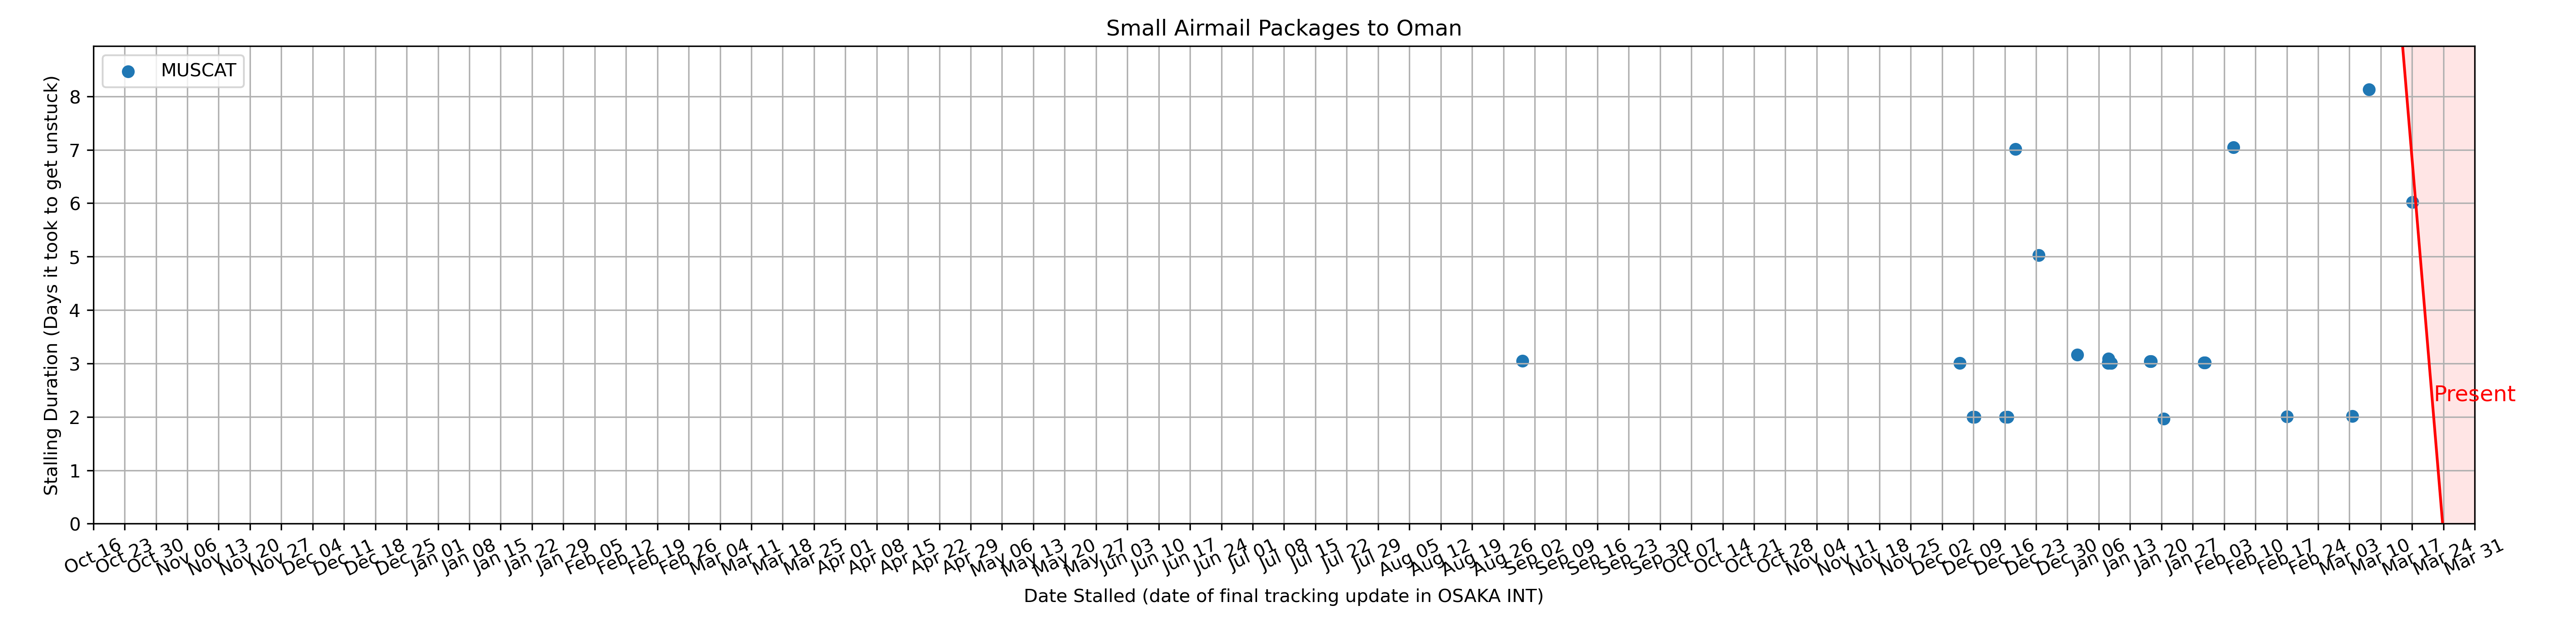 Small Airmail Packages to Oman
MUSCAT
Stalling Duration (Days it took to get unstuck)
8
7
6
5
4
3
2
1
0
Present
Oct 16 Oct 23 Oct 30 Nov 06 Nov 13 Nov 20 Nov 27 Dec 04 Dec 11 Dec 18 Dec 25 Jan 01 Jan 08 Jan 15 Jan 22 Jan 29 Feb 05 Feb 12 Feb 19 Feb 26 Mar 04 Mar 11 Mar 18 Mar 25 Apr 01 Apr 08 Apr 15 Apr 22 Apr 29 May 06 May 13 May 20 May 27 Jun 03 Jun 10 Jun 17 Jun 24 Jul 01 Jul 08 Jul 15 Jul 22 Jul 29 Aug 05 Aug 12 Aug 19 Aug 26 Sep 02 Sep 09 Sep 16 Sep 23 Sep 30 Oct 07 Oct 14 Oct 21 Oct 28 Nov 04 Nov 11 Nov 18 Nov 25 Dec 02 Dec 09 Dec 16 Dec 23 Dec 30 Jan 06 Jan 13 Jan 20 Jan 27 Feb 03 Feb 10 Feb 17 Feb 24 Mar 03 Mar 10 Mar 17 Mar 24 Mar 31
Date Stalled (date of final tracking update in OSAKA INT)